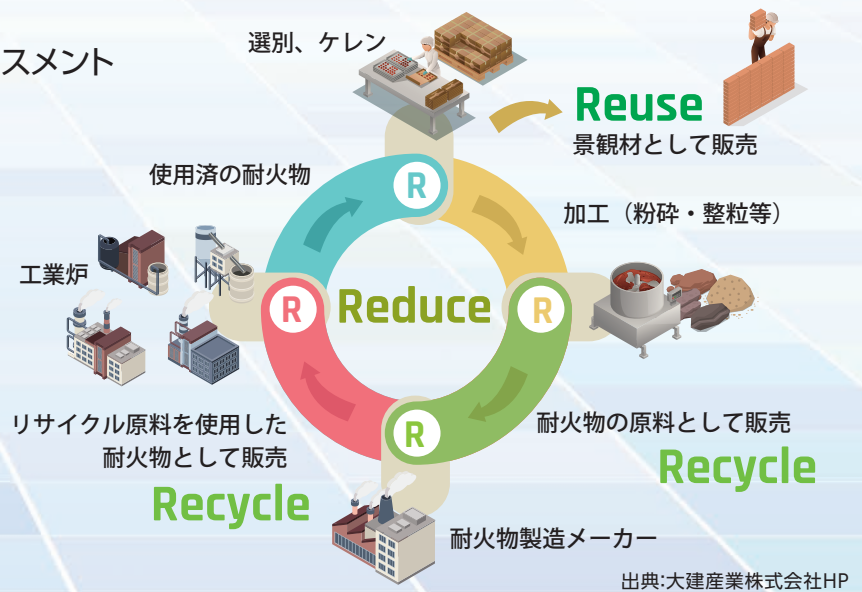 スメント
選別、ケレン
Reuse
景観材として販売
使用済の耐火物
R
加工（粉砕・整粒等）
工業炉
R
Reduce
R
リサイクル原料を使用した
耐火物として販売
Recycle
R
耐火物の原料として販売
Recycle
耐火物製造メーカー
出典:大建産業株式会社HP